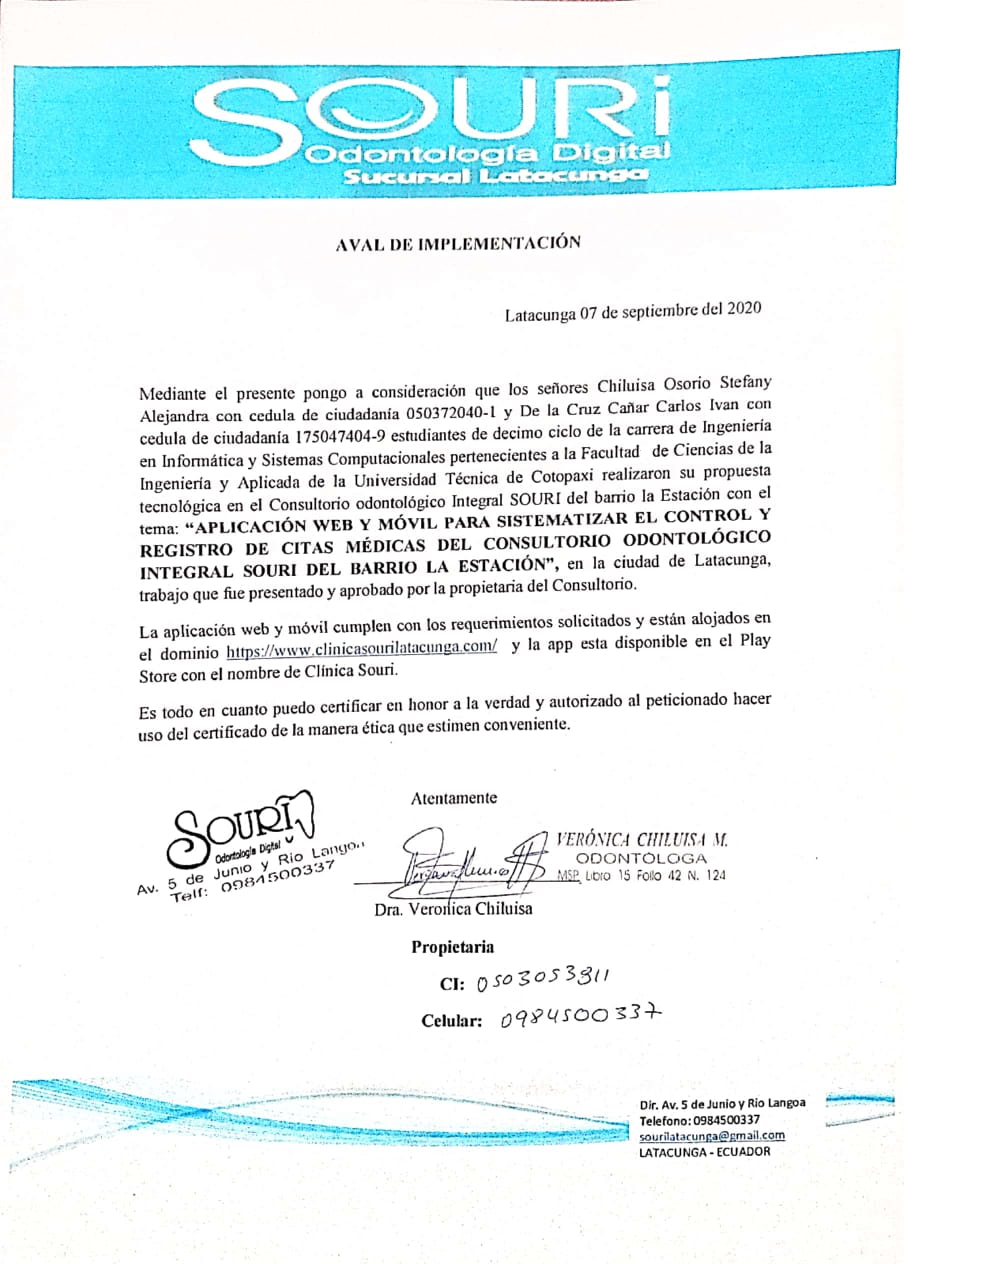 SOURi
Odontología Digital
Sucursal Latacunga
AVAL DE IMPLEMENTACIÓN
Latacunga 07 de septiembre del 2020
Mediante el presente pongo a consideración que los señores Chiluisa Osorio Stefany
Alejandra con cedula de ciudadanía 050372040-1 y De la Cruz Cañar Carlos Ivan con
cedula de ciudadanía 175047404-9 estudiantes de decimo ciclo de la carrera de Ingeniería
en Informática y Sistemas Computacionales pertenecientes a la Facultad de Ciencias de la
Ingeniería y Aplicada de la Universidad Técnica de Cotopaxi realizaron su propuesta
tecnológica en el Consultorio odontológico Integral SOURI del barrio la Estación con el
tema: “APLICACIÓN WEB Y MÓVIL PARA SISTEMATIZAR EL CONTROL Y
REGISTRO DE CITAS MÉDICAS DEL CONSULTORIO ODONTOLÓGICO
INTEGRAL SOURI DEL BARRIO LA ESTACIÓN”, en la ciudad de Latacunga,
trabajo que fue presentado y aprobado por la propietaria del Consultorio.
La aplicación web y móvil cumplen con los requerimientos solicitados y están alojados en
el dominio https://www.clinicasourilatacunga.com/ y la app esta disponible en el Play
Store con el nombre de Clínica Souri.
Es todo en cuanto puedo certificar en honor a la verdad y autorizado al peticionado hacer
uso del certificado de la manera ética que estimen conveniente.
Atentamente
SOURI
Odontología Digital
Av. 5 de Junio y Rio Langoa
Telf: 0984500337
VERÓNICA CHILUISA M.
ODONTOLOGA
MSP. Libro 15 Folio 42 N. 124
Dra. Veronica Chiluisa
Propietaria
CI: 0503053811
Celular: 0984500337
Dir. Av. 5 de Junio y Rio Langoa
Telefono: 0984500337
sourilatacunga@gmail.com
LATACUNGA - ECUADOR